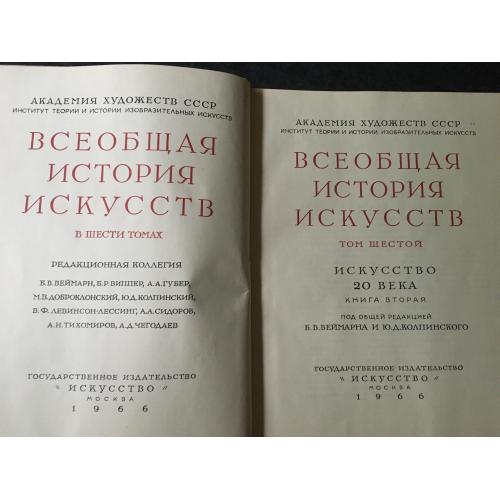 АКАДЕМИЯ ХУДОЖЕСТВ СССР
ИНСТИТУТ ТЕОРИИ И ИСТОРИИ ИЗОБРАЗИТЕЛЬНЫХ ИСКУССТВ
ВСЕОБЩАЯ
ИСТОРИЯ
ИСКУССТВ
В ШЕСТИ ТОМАХ
РЕДАКЦИОННАЯ КОЛЛЕГИЯ
Б.В.ВЕЙМАРН, Б.Р.ВИППЕР, А.А.ГУБЕР,
М.В.ДОБРОКЛОНСКИЙ, Ю.Д.КОЛПИНСКИЙ,
В.Ф.ЛЕВИНСОН-ЛЕССИНГ, А.А.СИДОРОВ,
А.Н.ТИХОМИРОВ, А.Д.ЧЕГОДАЕВ
ГОСУДАРСТВЕННОЕ ИЗДАТЕЛЬСТВО
"ИСКУССТВО"
МОСКВА
1966
АКАДЕМИЯ ХУДОЖЕСТВ СССР
ИНСТИТУТ ТЕОРИИ И ИСТОРИИ ИЗОБРАЗИТЕЛЬНЫХ ИСКУССТВ
ВСЕОБЩАЯ
ИСТОРИЯ
ИСКУССТВ
ТОМ ШЕСТОЙ
ИСКУССТВО
20 ВЕКА
КНИГА ВТОРАЯ
ПОД ОБЩЕЙ РЕДАКЦИЕЙ
Б.В.ВЕЙМАРНА И Ю.Д.КОЛПИНСКОГО
ГОСУДАРСТВЕННОЕ ИЗДАТЕЛЬСТВО
"ИСКУССТВО"
МОСКВА
1966